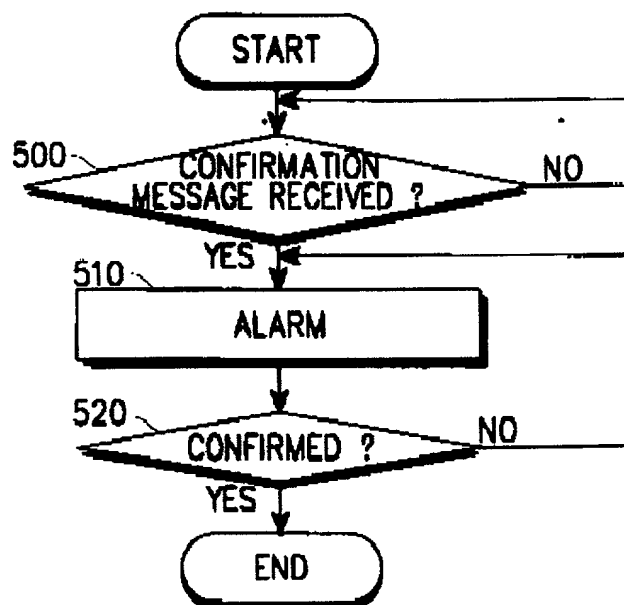 START
500
CONFIRMATION
MESSAGE RECEIVED ?
NO
YES
510
ALARM
520
CONFIRMED ?
NO
YES
END